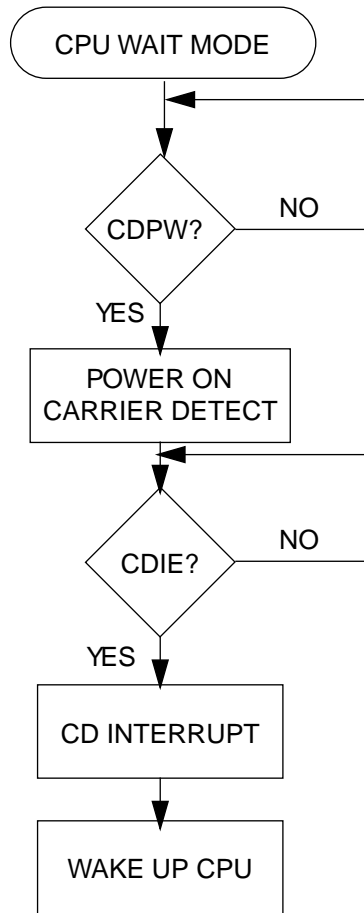 CPU WAIT MODE
CDPW?
NO
YES
POWER ON
CARRIER DETECT
CDIE?
NO
YES
CD INTERRUPT
WAKE UP CPU